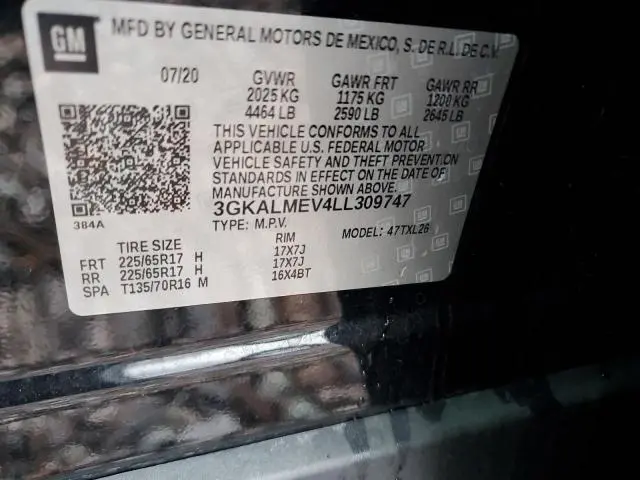 GM
MFD BY GENERAL MOTORS DE MEXICO, S. DE R.L. DE C.V.
07/20 GVWR GAWR FRT GAWR RR
2025 KG 1175 KG 1200 KG
4464 LB 2590 LB 2645 LB
THIS VEHICLE CONFORMS TO ALL
APPLICABLE U.S. FEDERAL MOTOR
VEHICLE SAFETY AND THEFT PREVENTION
STANDARDS IN EFFECT ON THE DATE OF
MANUFACTURE SHOWN ABOVE.
3GKALMEV4LL309747
384A
TYPE: M.P.V. MODEL: 47TXL26
TIRE SIZE RIM
FRT 225/65R17 H 17X7J
RR 225/65R17 H 17X7J
SPA T135/70R16 M 16X4BT